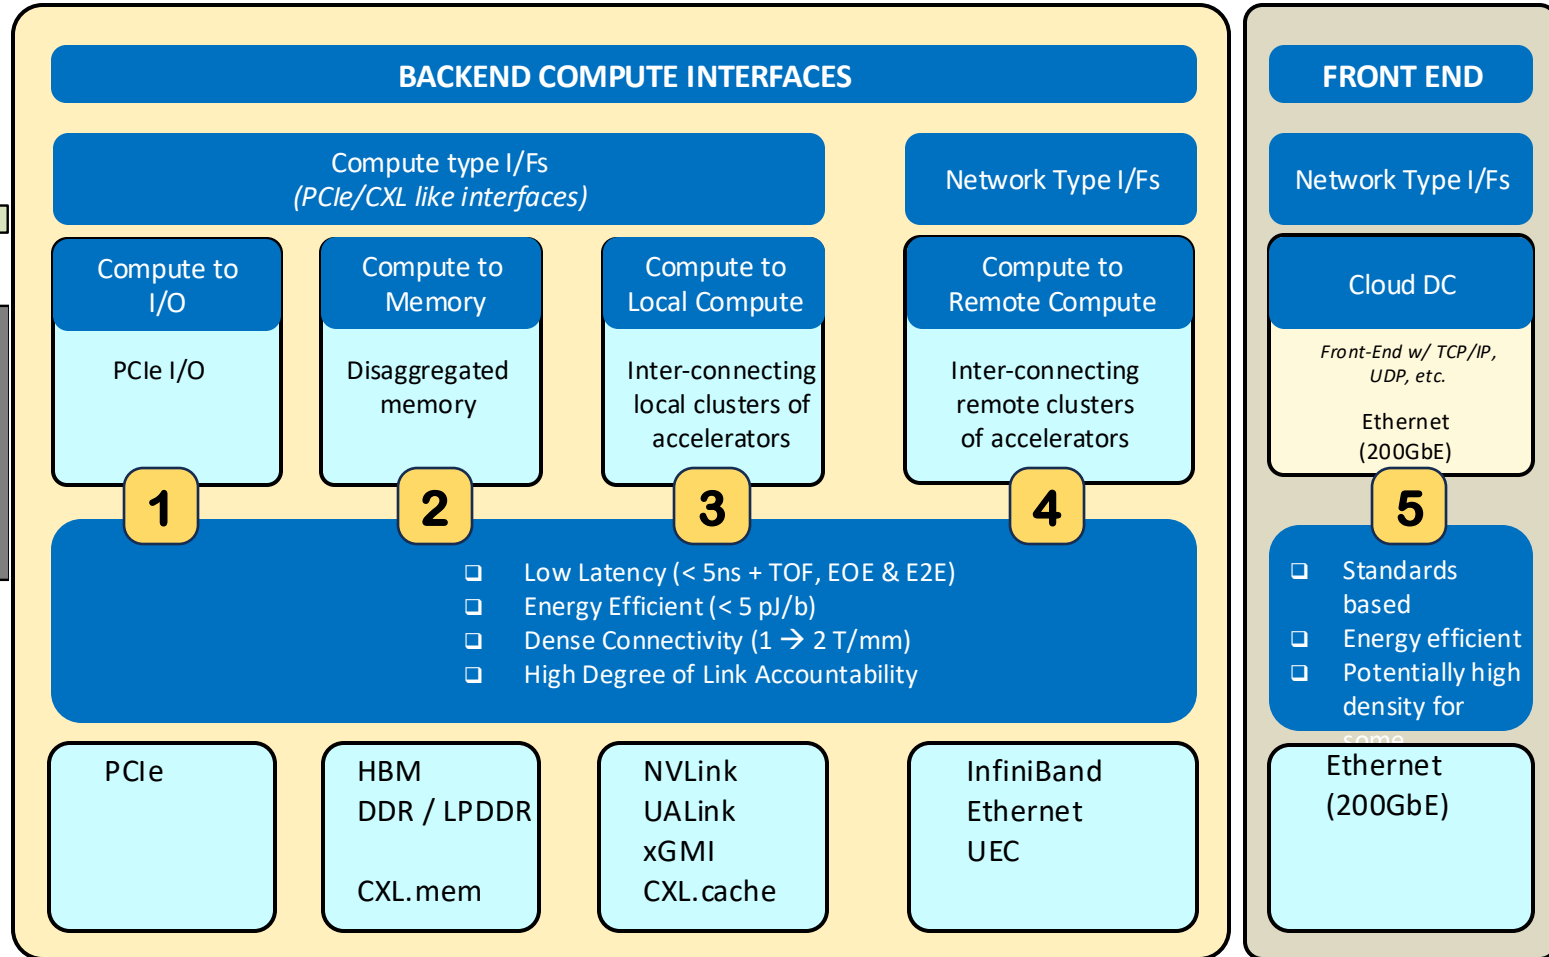 BACKEND COMPUTE INTERFACES
Compute type I/Fs
(PCIe/CXL like interfaces)
Network Type I/Fs
Compute to
I/O
PCIe I/O
1
Compute to
Memory
Disaggregated
memory
2
Compute to
Local Compute
Inter-connecting
local clusters of
accelerators
3
Compute to
Remote Compute
Inter-connecting
remote clusters
of accelerators
4
❑ Low Latency (< 5ns + TOF, EOE & E2E)
❑ Energy Efficient (< 5 pJ/b)
❑ Dense Connectivity (1 → 2 T/mm)
❑ High Degree of Link Accountability
PCIe
HBM
DDR / LPDDR
CXL.mem
NVLink
UALink
xGMI
CXL.cache
InfiniBand
Ethernet
UEC
FRONT END
Network Type I/Fs
Cloud DC
Front-End w/ TCP/IP,
UDP, etc.
Ethernet
(200GbE)
5
❑ Standards
based
❑ Energy efficient
❑ Potentially high
density for
some
Ethernet
(200GbE)